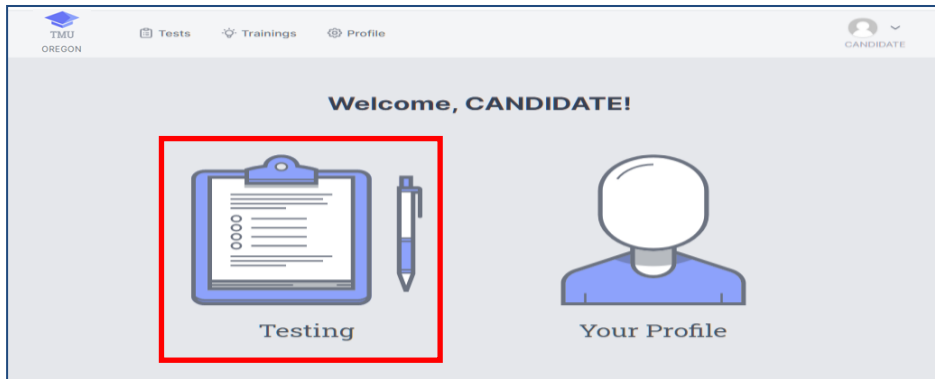 TMU
OREGON
Tests
Trainings
Profile
CANDIDATE
Welcome, CANDIDATE!
Testing
Your Profile